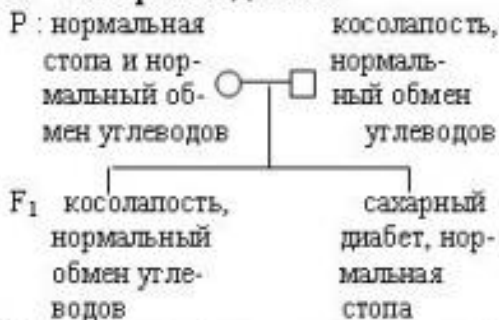 P : нормальная
стопа и нор-
мальный об-
мен углеводов
косолапость,
нормаль-
ный обмен
углеводов
F₁ косолапость,
нормальный
обмен угле-
водов
сахарный
диабет, нор-
мальная
стопа